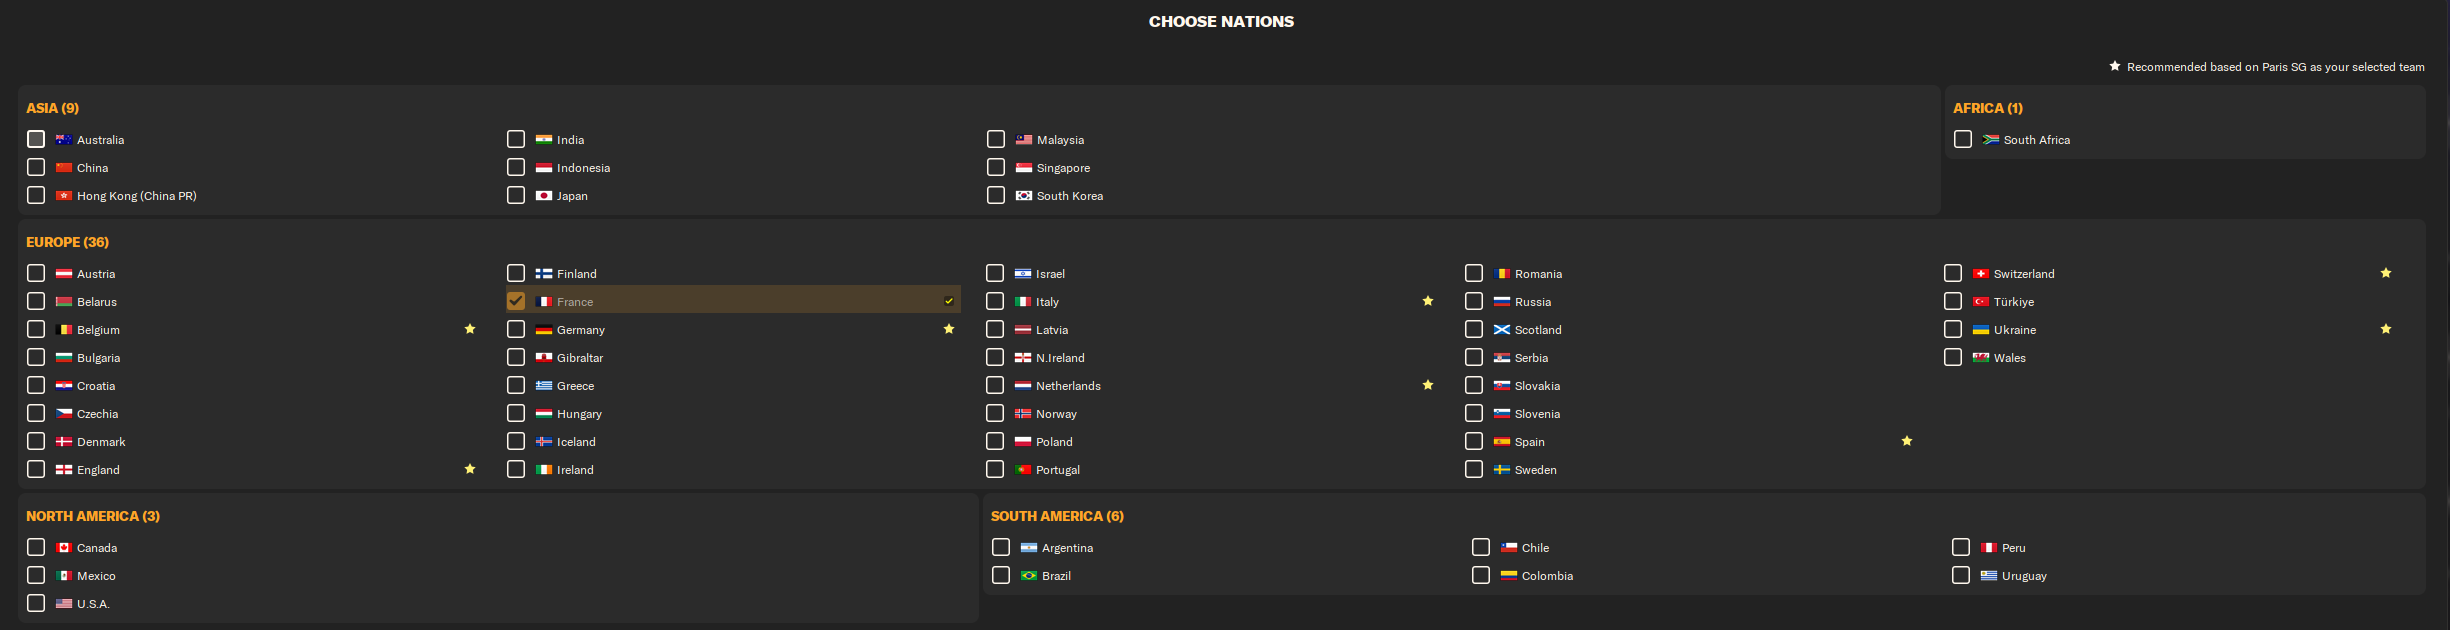 CHOOSE NATIONS
Recommended based on Paris SG as your selected team
ASIA (9)
Australia
China
Hong Kong (China PR)
India
Indonesia
Japan
Malaysia
Singapore
South Korea
AFRICA (1)
South Africa
EUROPE (36)
Austria
Belarus
Belgium
Bulgaria
Croatia
Czechia
Denmark
England
Finland
France
Germany
Gibraltar
Greece
Hungary
Iceland
Ireland
Israel
Italy
Latvia
N.Ireland
Netherlands
Norway
Poland
Portugal
Romania
Russia
Scotland
Serbia
Slovakia
Slovenia
Spain
Sweden
Switzerland
Türkiye
Ukraine
Wales
NORTH AMERICA (3)
Canada
Mexico
U.S.A.
SOUTH AMERICA (6)
Argentina
Brazil
Chile
Colombia
Peru
Uruguay